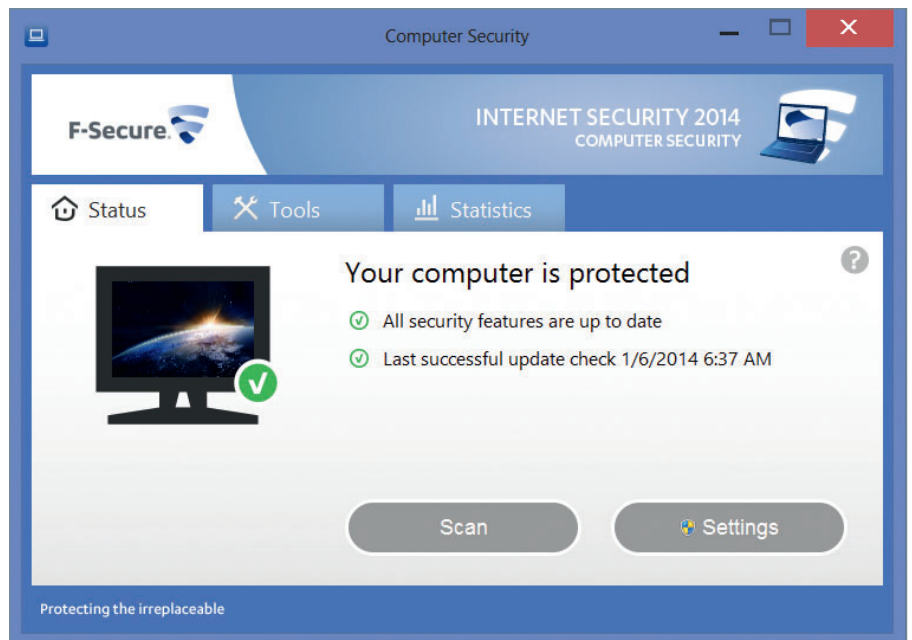 Computer Security
F-Secure.
INTERNET SECURITY 2014
COMPUTER SECURITY
Status
Tools
Statistics
Your computer is protected
?
All security features are up to date
Last successful update check 1/6/2014 6:37 AM
Scan
Settings
Protecting the irreplaceable